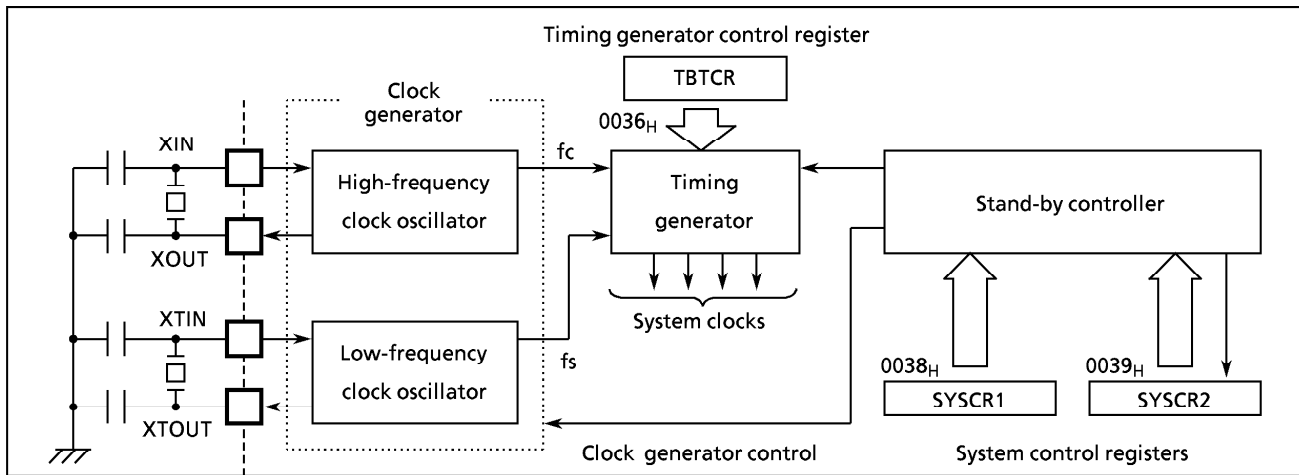 Timing generator control register
TBTCR
Clock
generator
0036H
XIN
fc
High-frequency
clock oscillator
Timing
generator
Stand-by controller
XOUT
XTIN
System clocks
Low-frequency
clock oscillator
fs
0038H
0039H
SYSCR1
SYSCR2
XTOUT
Clock generator control
System control registers